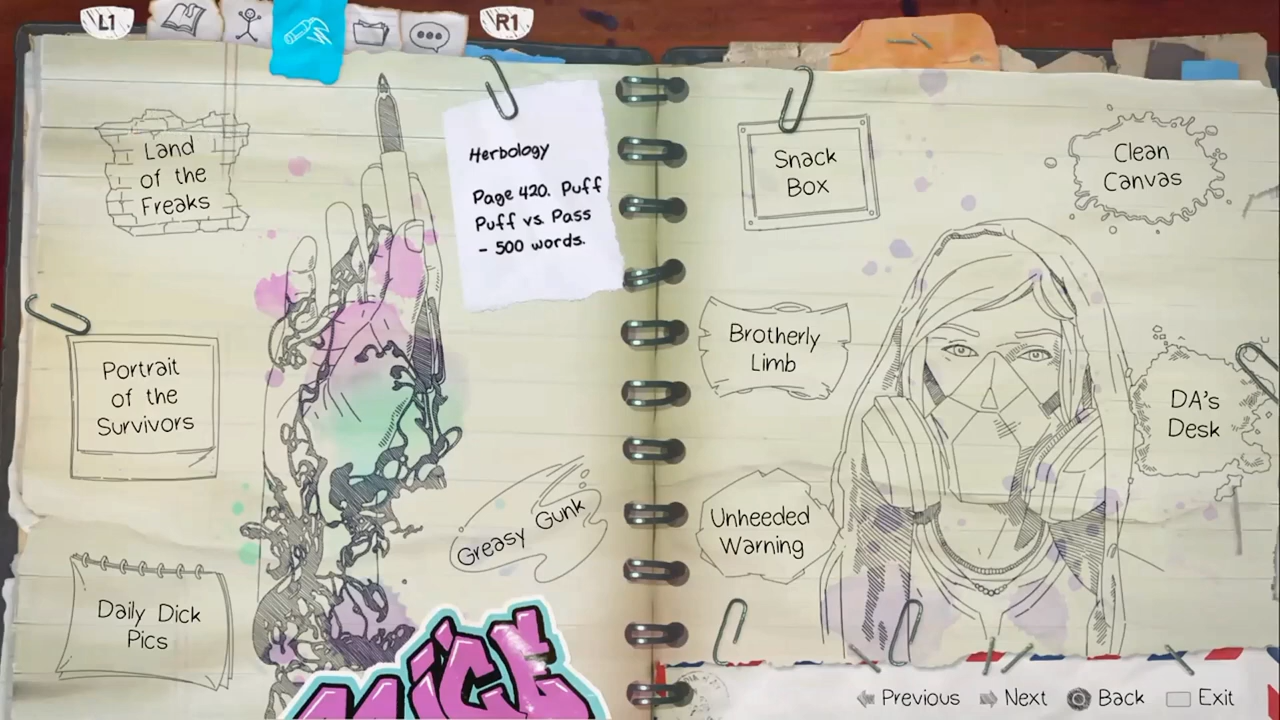 L1
R1
Land
of the
Freaks
Herbology
Page 420. Puff
Puff vs. Pass
- 500 words.
Portrait
of the
Survivors
Greasy Gunk
Daily Dick
Pics
Snack
Box
Clean
Canvas
Brotherly
Limb
DA's
Desk
Unheeded
Warning
Previous
Next
Back
Exit